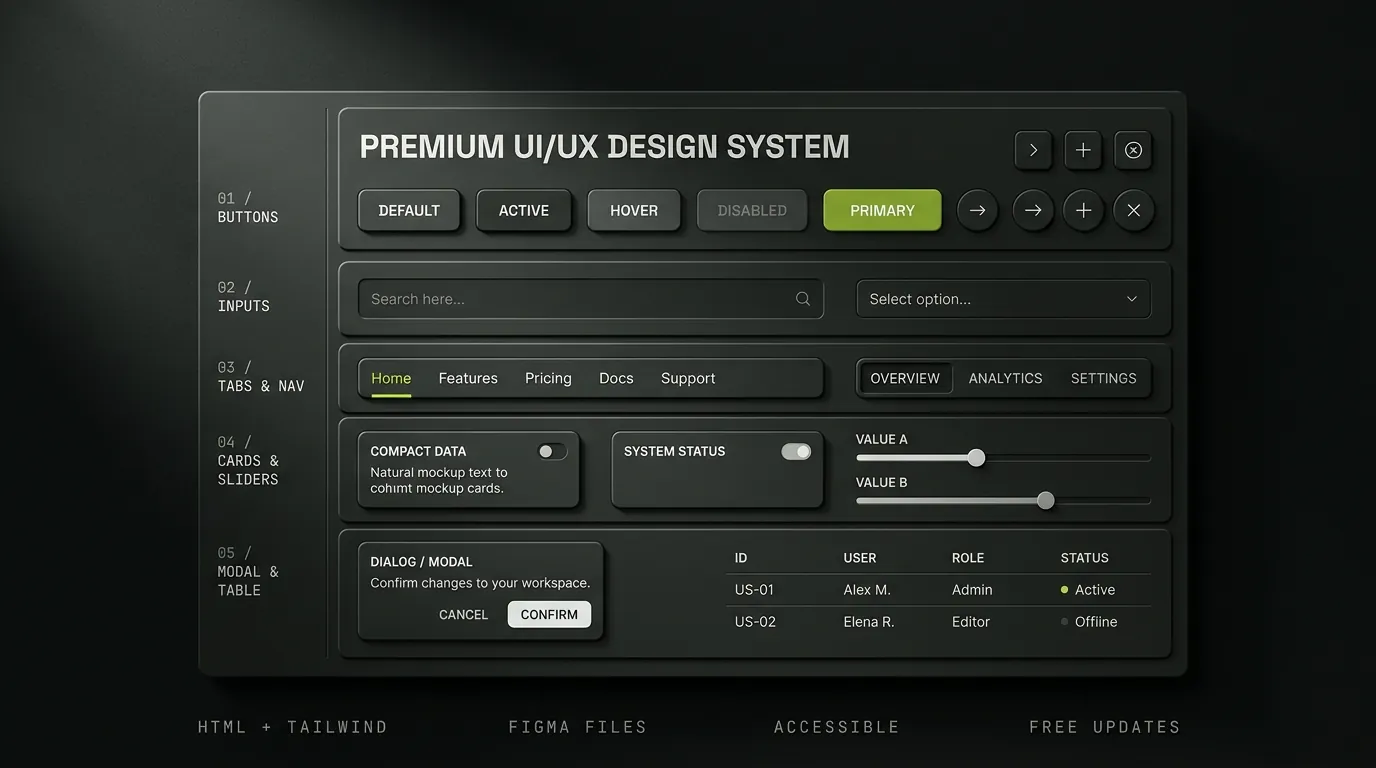 PREMIUM UI/UX DESIGN SYSTEM
01 /
BUTTONS
DEFAULT
ACTIVE
HOVER
DISABLED
PRIMARY
02 /
INPUTS
Search here...
Select option...
03 /
TABS & NAV
Home
Features
Pricing
Docs
Support
OVERVIEW
ANALYTICS
SETTINGS
04 /
CARDS &
SLIDERS
COMPACT DATA
Natural mockup text to
cohımt mockup cards.
SYSTEM STATUS
VALUE A
VALUE B
05 /
MODAL &
TABLE
DIALOG / MODAL
Confirm changes to your workspace.
CANCEL
CONFIRM
ID USER ROLE STATUS
US-01 Alex M. Admin Active
US-02 Elena R. Editor Offline
HTML + TAILWIND
FIGMA FILES
ACCESSIBLE
FREE UPDATES